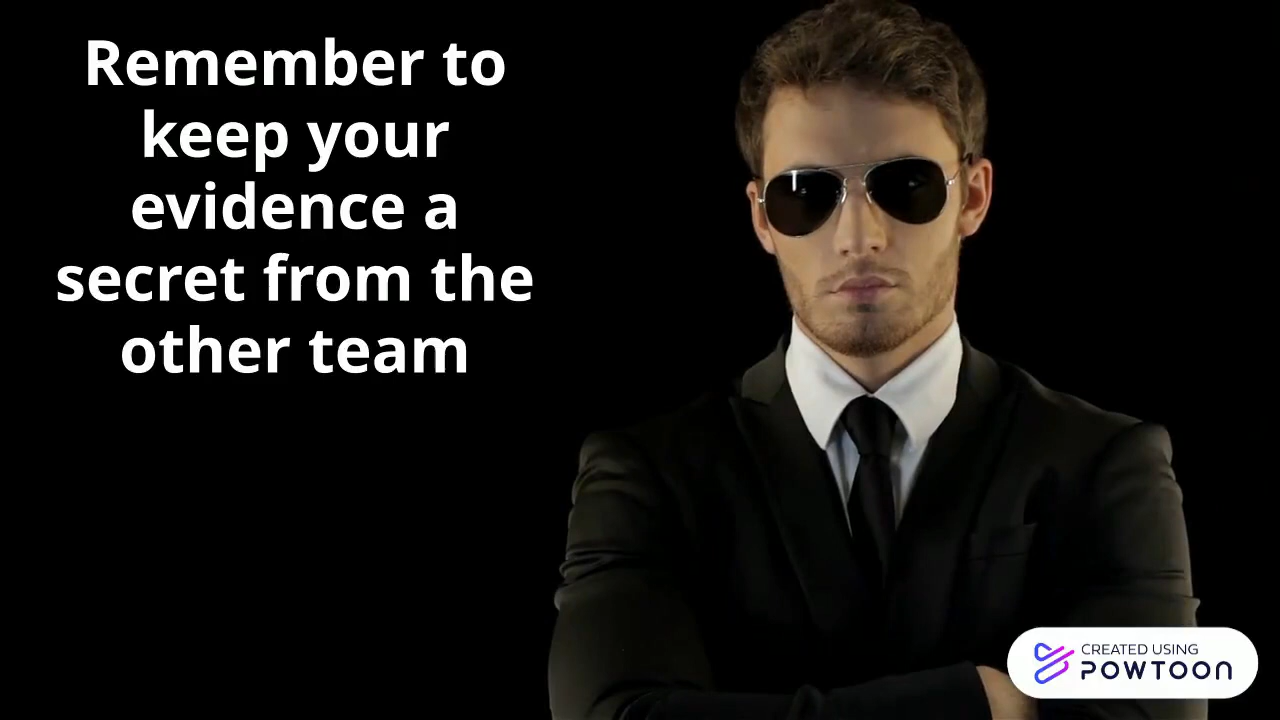 Remember to
keep your
evidence a
secret from the
other team
CREATED USING
POWTOON